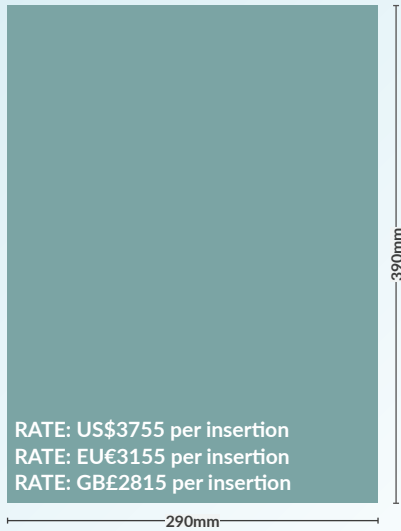 390mm
RATE: US$3755 per insertion
RATE: EU€3155 per insertion
RATE: GB£2815 per insertion
290mm